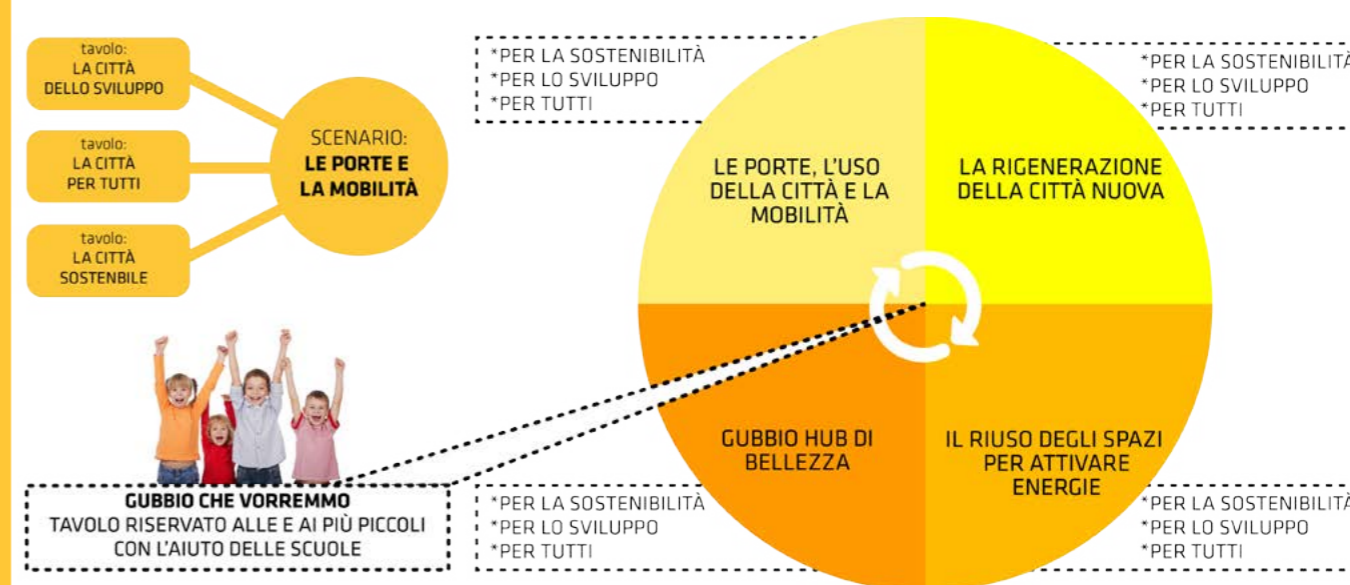 tavolo:
LA CITTÀ
DELLO SVILUPPO
tavolo:
LA CITTÀ
PER TUTTI
tavolo:
LA CITTÀ
SOSTENBILE
SCENARIO:
LE PORTE E
LA MOBILITÀ
*PER LA SOSTENIBILITÀ
*PER LO SVILUPPO
*PER TUTTI
*PER LA SOSTENIBILITÀ
*PER LO SVILUPPO
*PER TUTTI
LE PORTE, L'USO
DELLA CITTÀ E LA
MOBILITÀ
LA RIGENERAZIONE
DELLA CITTÀ NUOVA
GUBBIO HUB DI
BELLEZZA
IL RIUSO DEGLI SPAZI
PER ATTIVARE
ENERGIE
GUBBIO CHE VORREMMO
TAVOLO RISERVATO ALLE E AI PIÙ PICCOLI
CON L'AIUTO DELLE SCUOLE
*PER LA SOSTENIBILITÀ
*PER LO SVILUPPO
*PER TUTTI
*PER LA SOSTENIBILITÀ
*PER LO SVILUPPO
*PER TUTTI